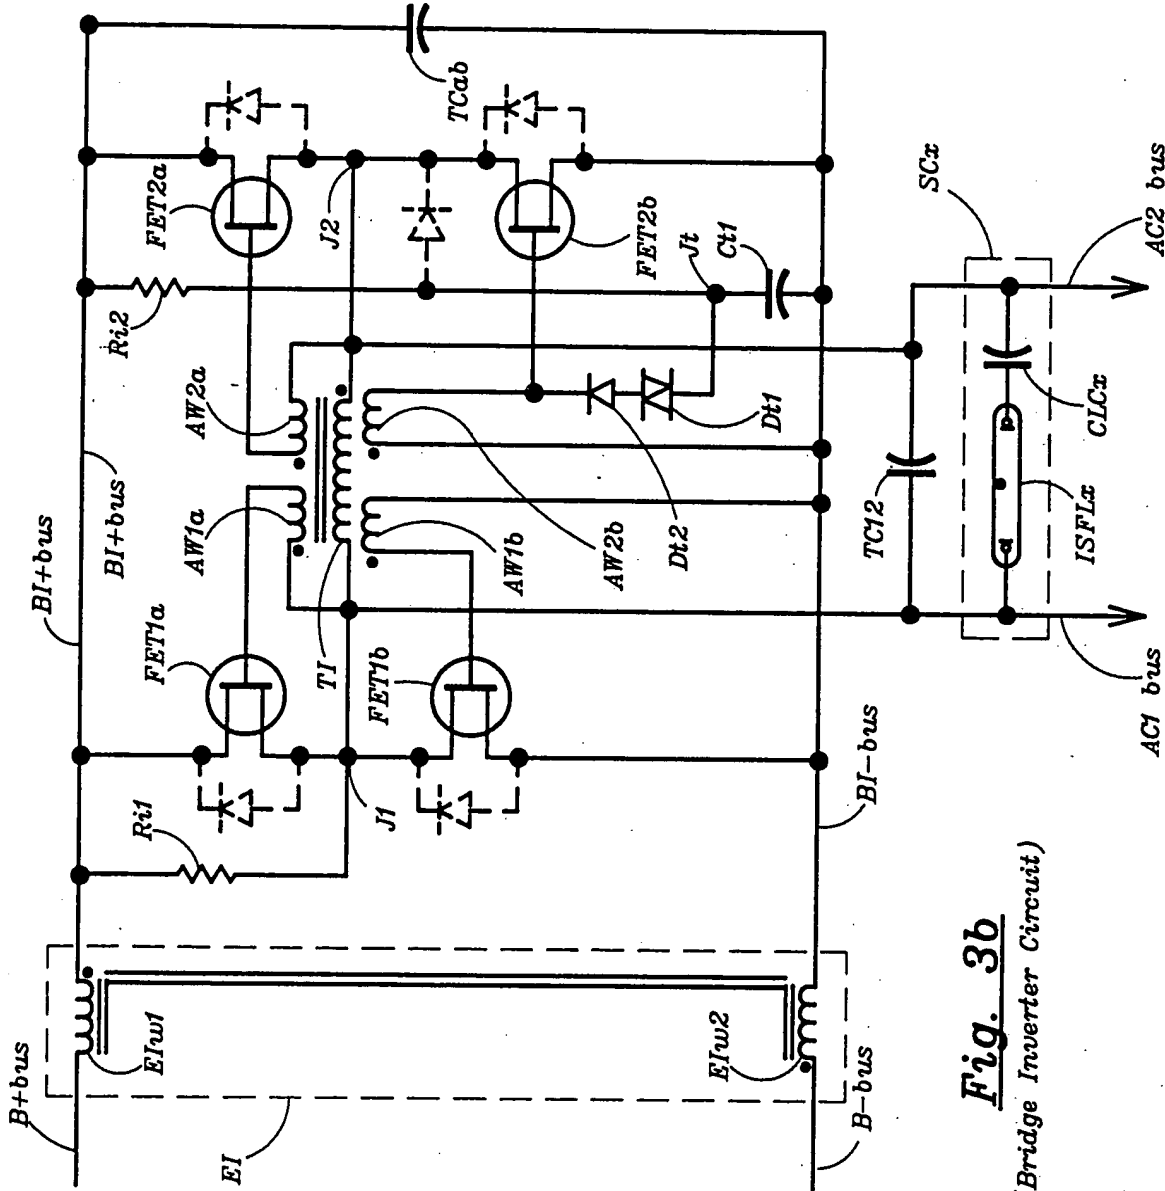 B+bus
EI
EIw1
BI+bus
BI+bus
Ri1
FET1a
AW1a
AW2a
Ri2
FET2a
TCab
J1
TI
J2
FET1b
AW1b
AW2b
Dt2
Dt1
FET2b
Jt
Ct1
EIw2
B-bus
BI-bus
TC12
SCx
ISFLx
CLCx
AC1 bus
AC2 bus
Fig. 3b
Bridge Inverter Circuit)